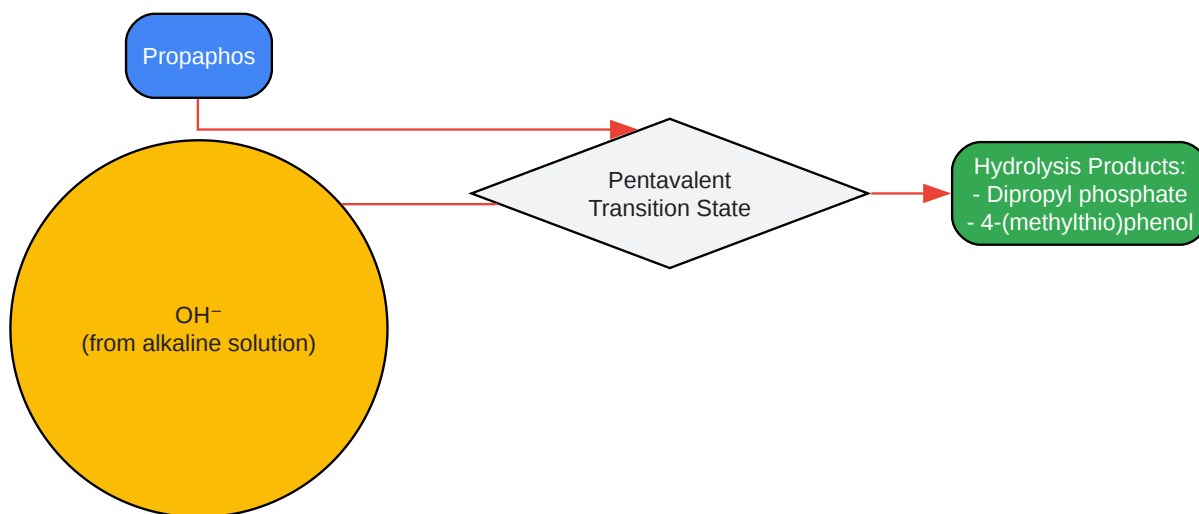 Propaphos
OH⁻
(from alkaline solution)
Pentavalent
Transition State
Hydrolysis Products:
- Dipropyl phosphate
- 4-(methylthio)phenol